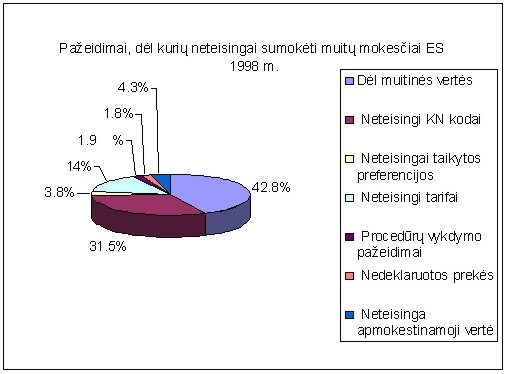 Pažeidimai, dėl kurių neteisingai sumokėti muitų mokesčiai ES
1998 m.
4.3%
1.8%
1.9 %
14%
3.8%
31.5%
42.8%
Dėl muitinės vertės
Neteisingi KN kodai
Neteisingai taikytos
preferencijos
Neteisingi tarifai
Procedūrų vykdymo
pažeidimai
Nedeklaruotos prekės
Neteisinga
apmokestinamoji vertė